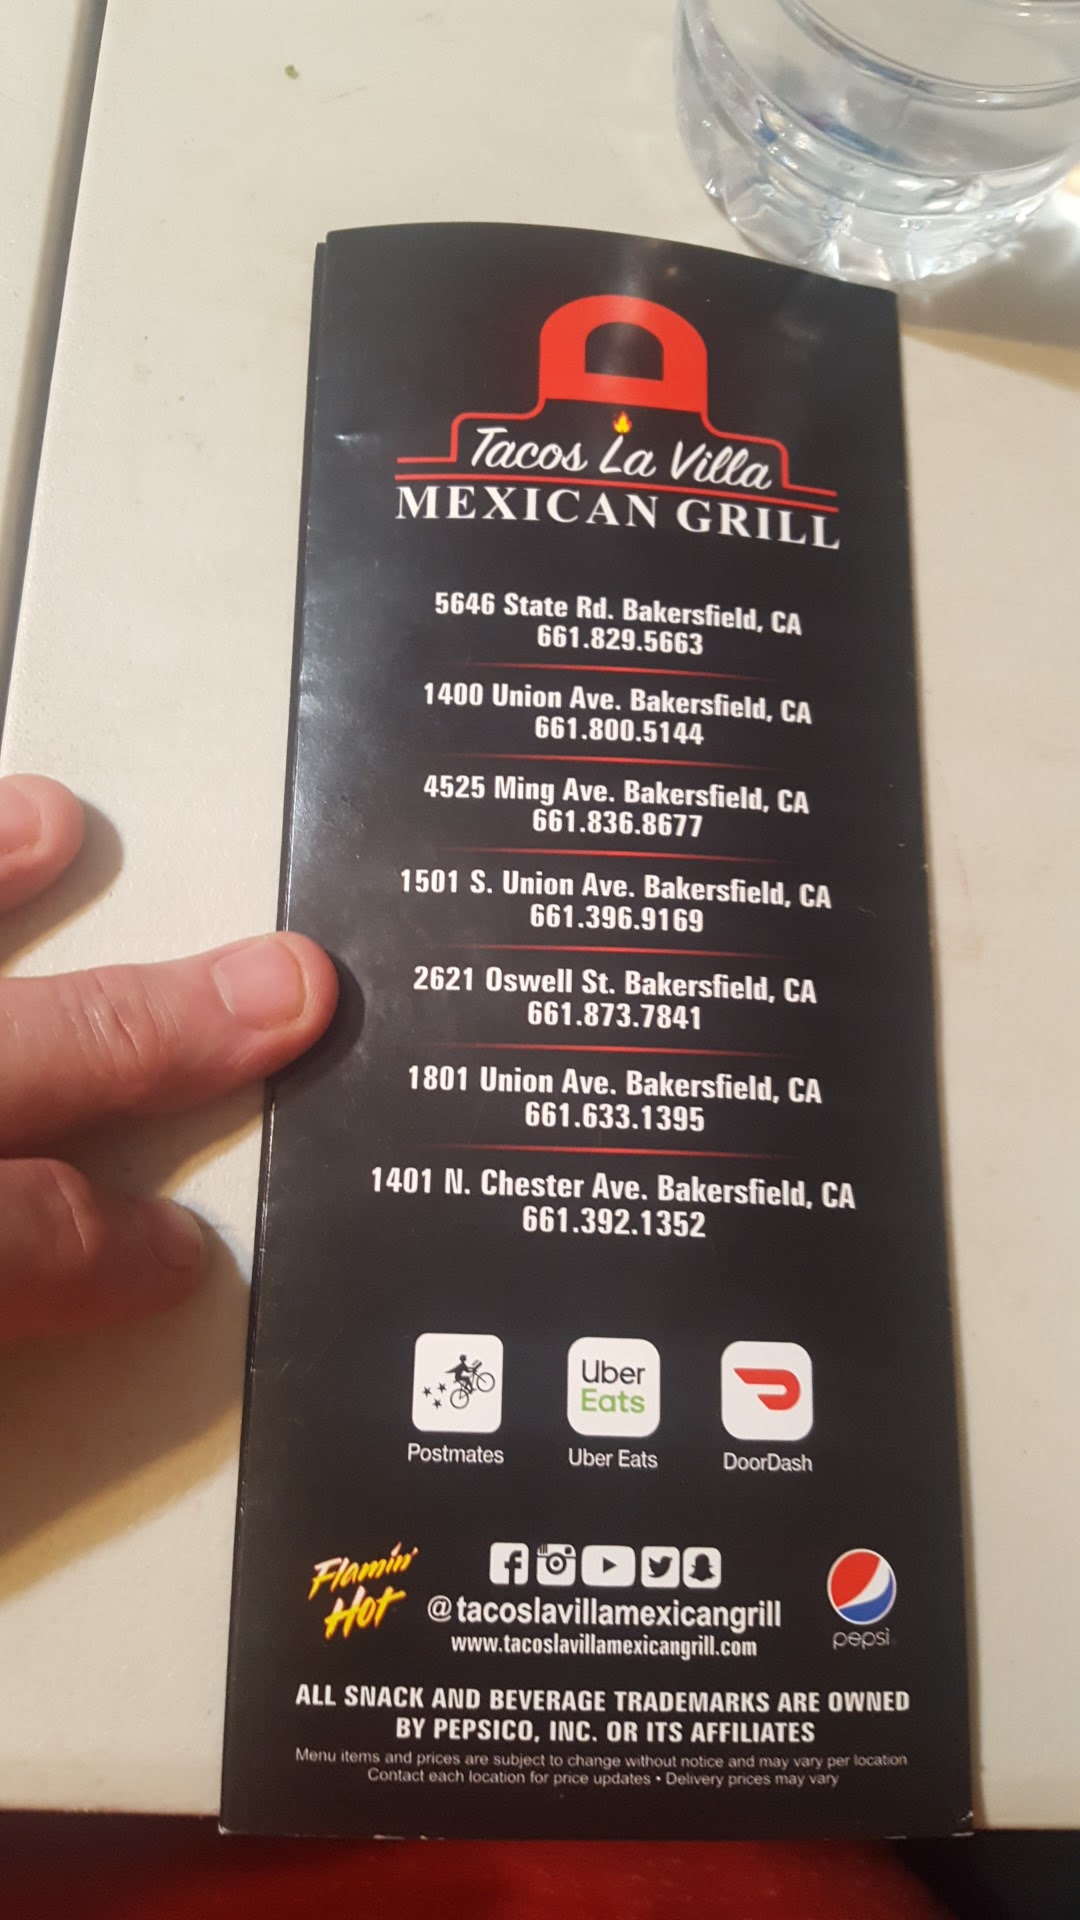 Tacos La Villa
MEXICAN GRILL
5646 State Rd. Bakersfield, CA
661.829.5663
1400 Union Ave. Bakersfield, CA
661.800.5144
4525 Ming Ave. Bakersfield, CA
661.836.8677
1501 S. Union Ave. Bakersfield, CA
661.396.9169
2621 Oswell St. Bakersfield, CA
661.873.7841
1801 Union Ave. Bakersfield, CA
661.633.1395
1401 N. Chester Ave. Bakersfield, CA
661.392.1352
Uber
Eats
Postmates Uber Eats DoorDash
Flamin'
Hot
@tacoslavillamexicangrill
www.tacoslavillamexicangrill.com
pepsi
ALL SNACK AND BEVERAGE TRADEMARKS ARE OWNED
BY PEPSICO, INC. OR ITS AFFILIATES
Menu items and prices are subject to change without notice and may vary per location
Contact each location for price updates • Delivery prices may vary